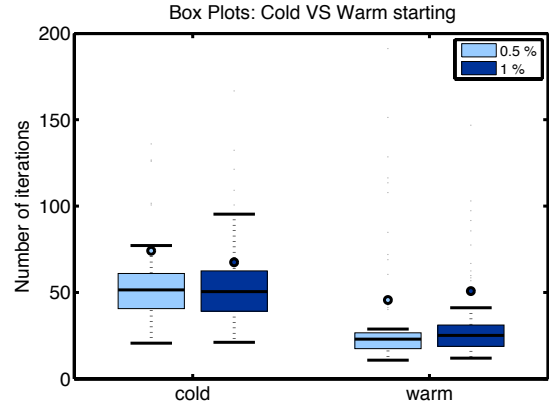 Box Plots: Cold VS Warm starting
200
150
100
50
0
Number of iterations
cold
warm
0.5 %
1 %